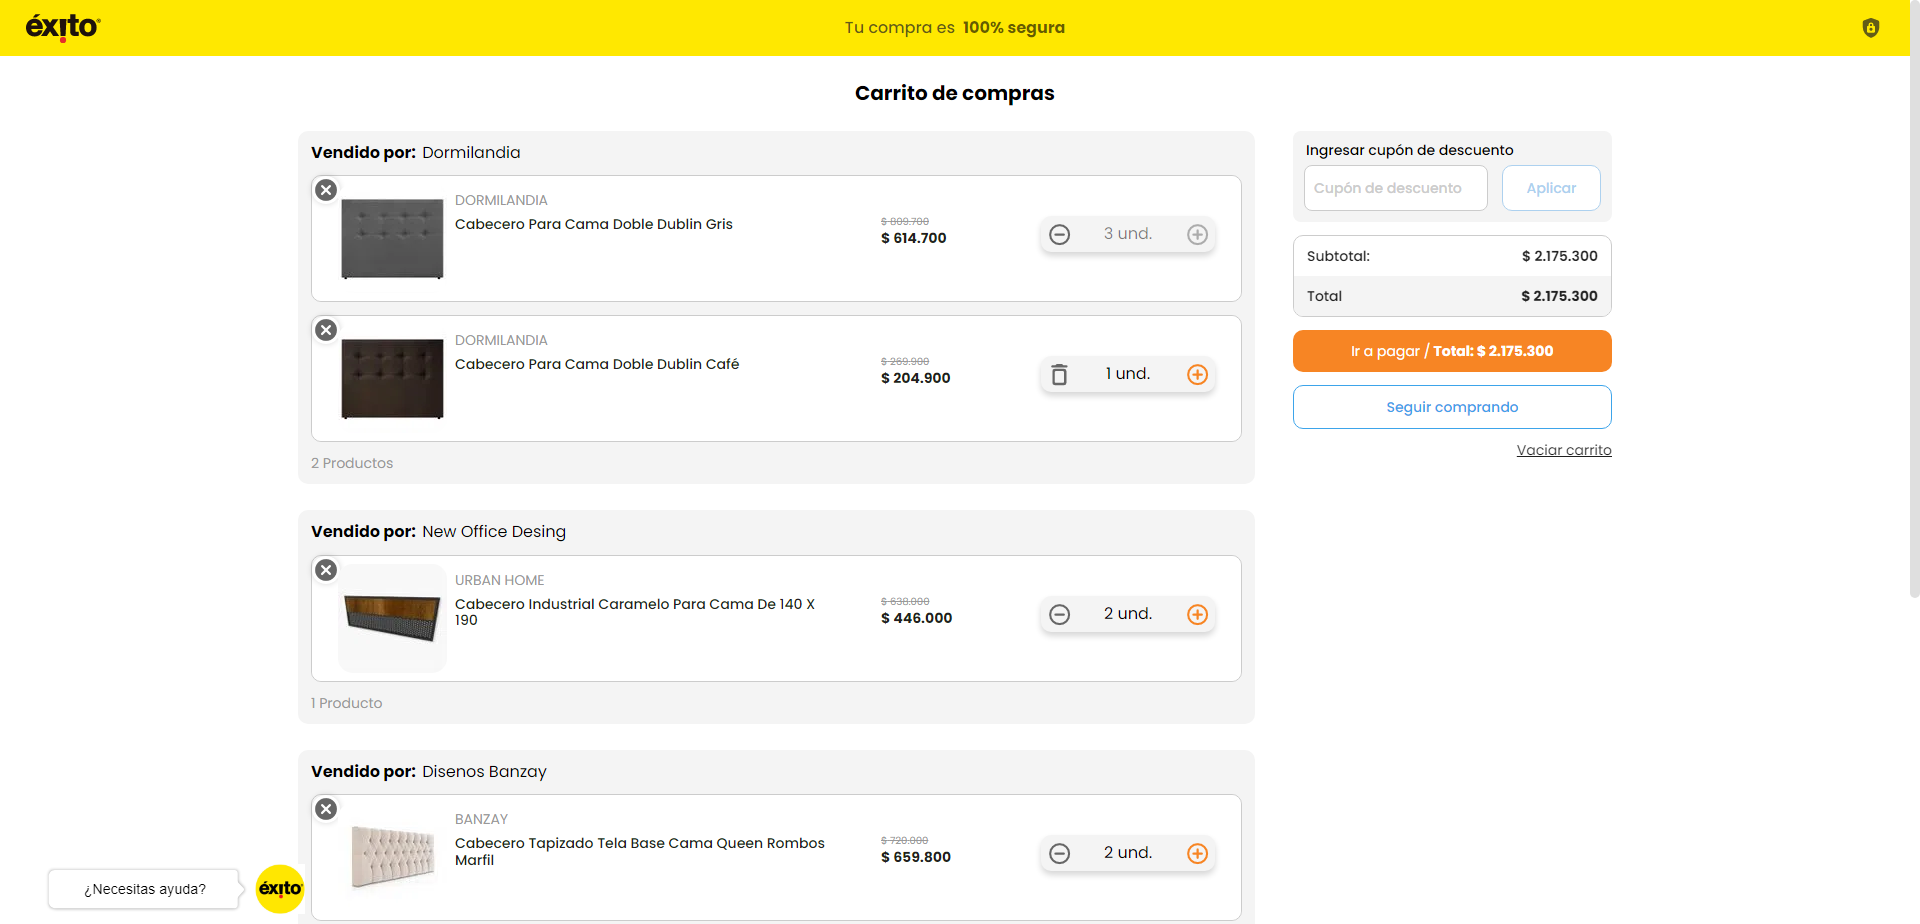 éxito
Tu compra es 100% segura
Carrito de compras
Vendido por: Dormilandia
DORMILANDIA
Cabecero Para Cama Doble Dublin Gris
$ 809.700
$ 614.700
3 und.
DORMILANDIA
Cabecero Para Cama Doble Dublin Café
$ 269.900
$ 204.900
1 und.
2 Productos
Vendido por: New Office Desing
URBAN HOME
Cabecero Industrial Caramelo Para Cama De 140 X
190
$ 638.000
$ 446.000
2 und.
1 Producto
Vendido por: Disenos Banzay
BANZAY
Cabecero Tapizado Tela Base Cama Queen Rombos
Marfil
$ 720.000
$ 659.800
2 und.
Ingresar cupón de descuento
Cupón de descuento
Aplicar
Subtotal: $ 2.175.300
Total $ 2.175.300
Ir a pagar / Total: $ 2.175.300
Seguir comprando
Vaciar carrito
¿Necesitas ayuda?
éxito